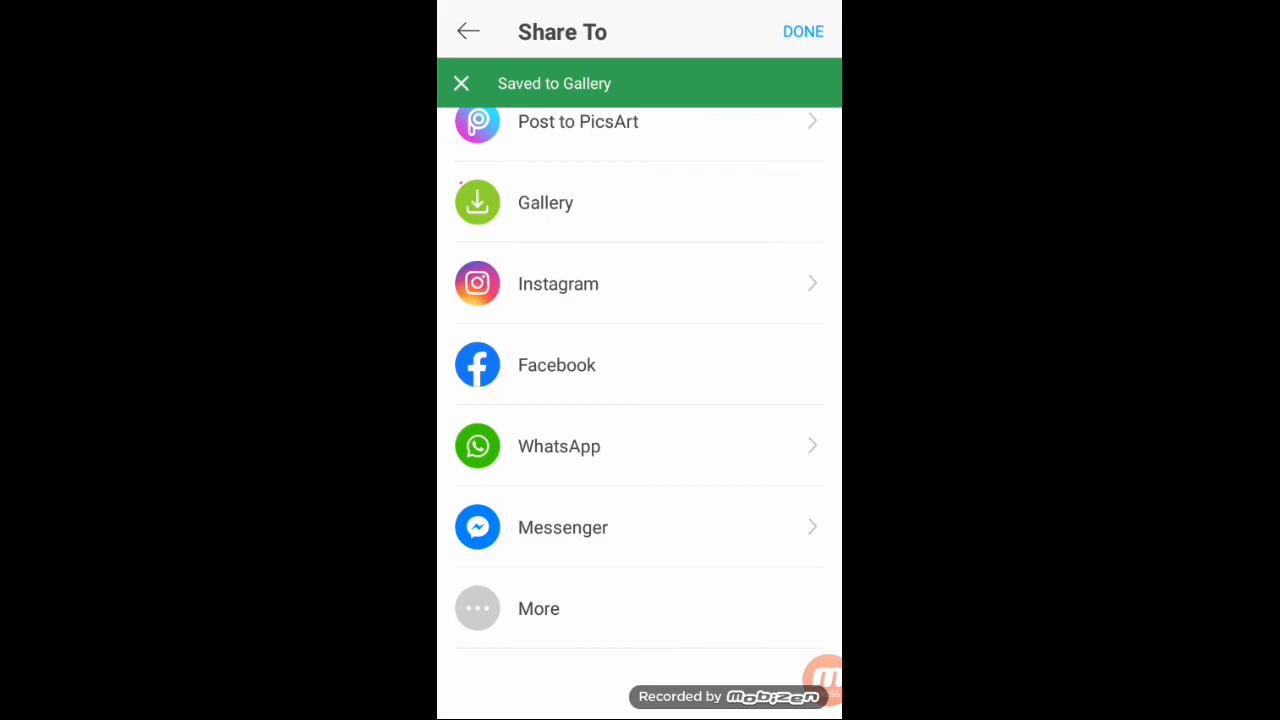 Share To
DONE
Saved to Gallery
Post to PicsArt
Gallery
Instagram
Facebook
WhatsApp
Messenger
More
Recorded by mobizen